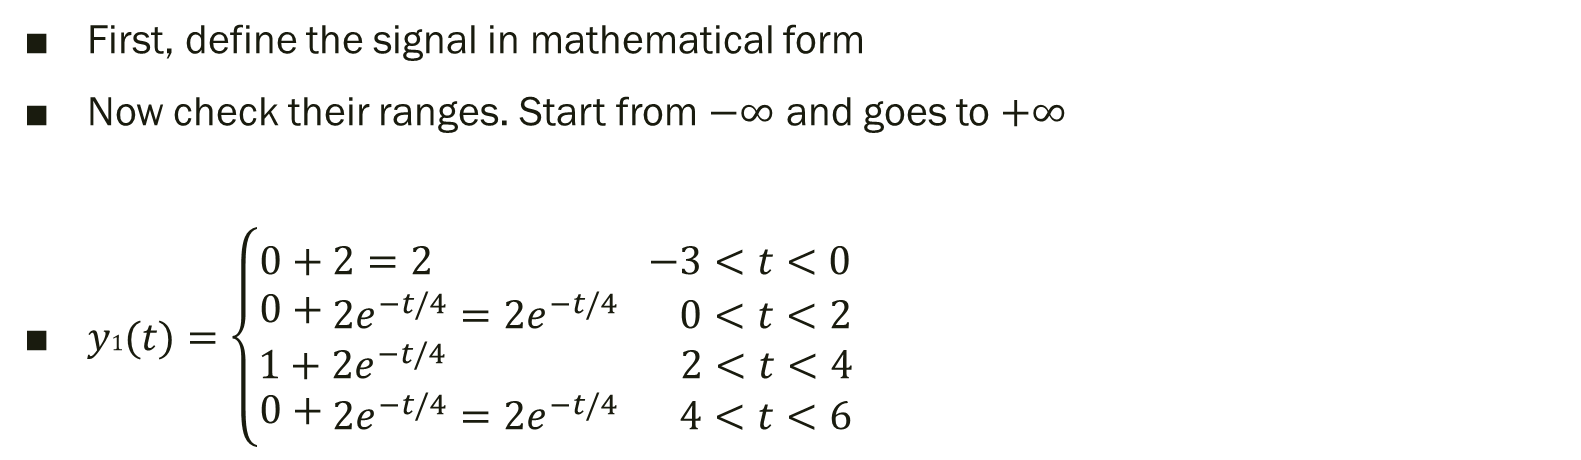 ■ First, define the signal in mathematical form
■ Now check their ranges. Start from −∞ and goes to +∞
0 + 2 = 2 −3 < t < 0
0 + 2e^{−t/4} = 2e^{−t/4} 0 < t < 2
■ y₁(t) = {
1 + 2e^{−t/4} 2 < t < 4
0 + 2e^{−t/4} = 2e^{−t/4} 4 < t < 6